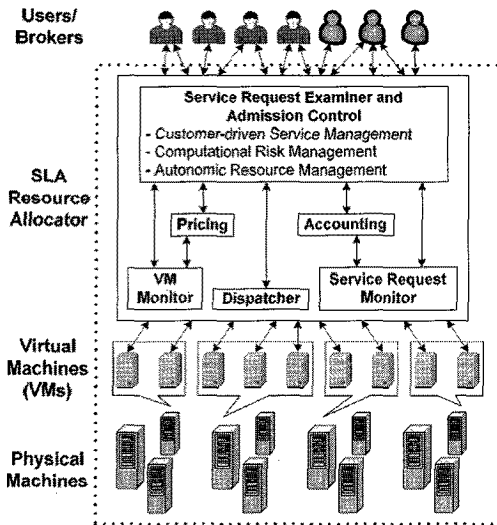 Users/
Brokers
Service Request Examiner and
Admission Control
- Customer-driven Service Management
- Computational Risk Management
- Autonomic Resource Management
SLA
Resource
Allocator
Pricing
Accounting
VM
Monitor
Dispatcher
Service Request
Monitor
Virtual
Machines
(VMs)
Physical
Machines